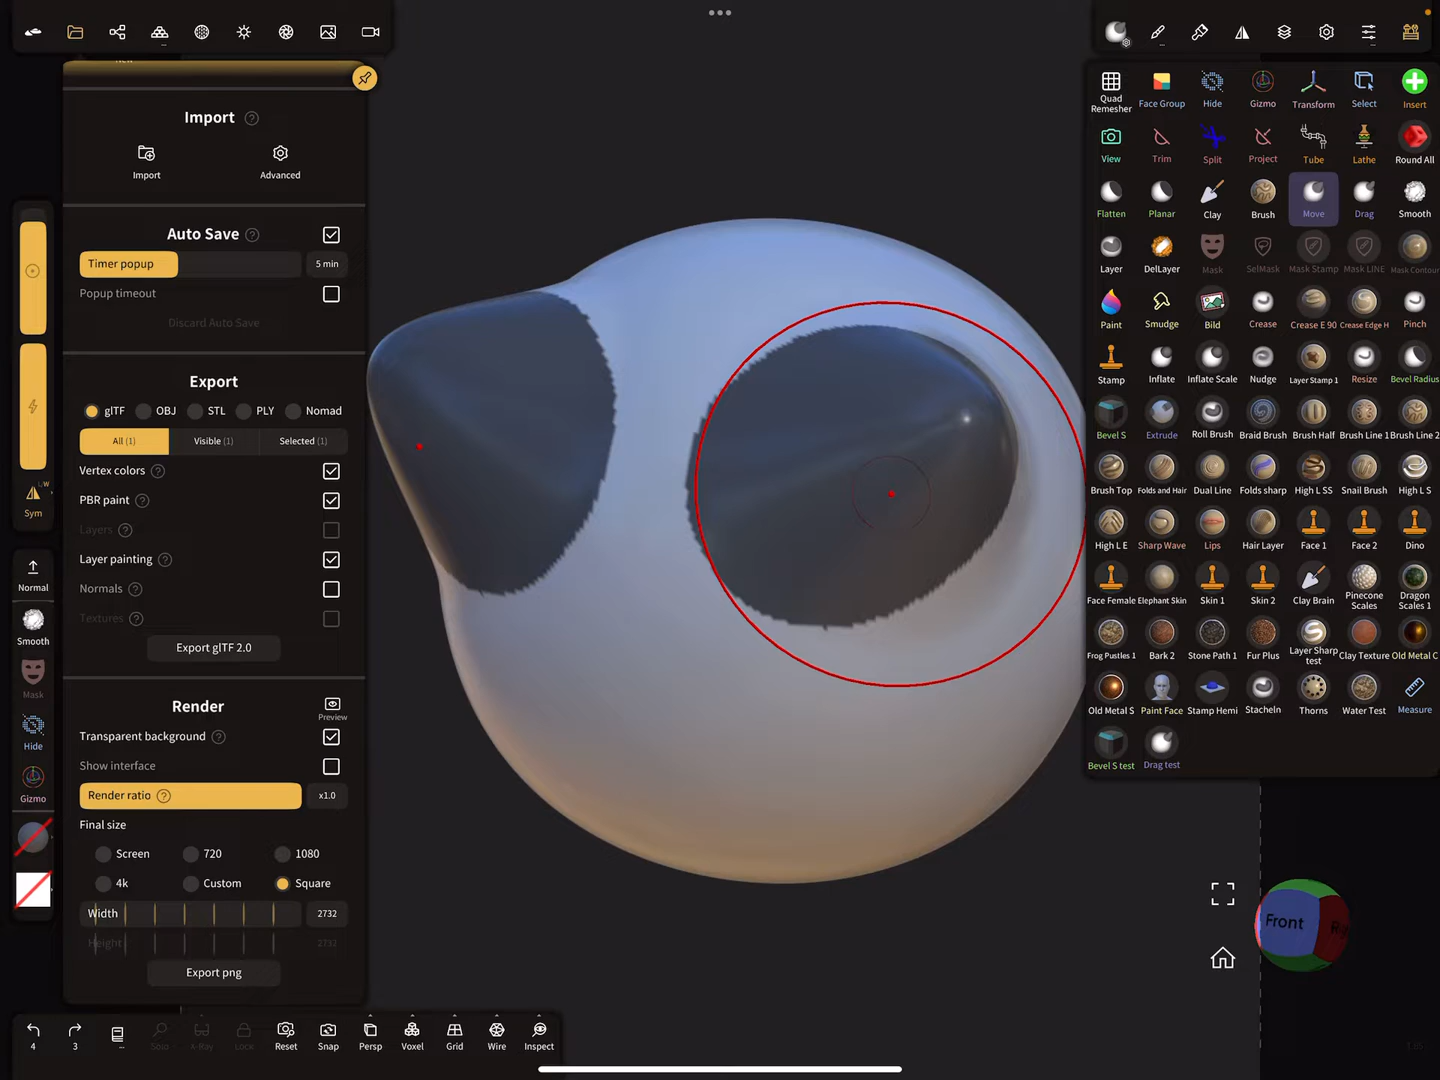 New
Import
Import
Advanced
Auto Save
Timer popup
5 min
Popup timeout
Discard Auto Save
Export
glTF
OBJ
STL
PLY
Nomad
All (1)
Visible (1)
Selected (1)
Vertex colors
PBR paint
Layers
Layer painting
Normals
Textures
Export glTF 2.0
Render
Preview
Transparent background
Show interface
Render ratio
x1.0
Final size
Screen
720
1080
4k
Custom
Square
Width
2732
Height
2732
Export png
W
Sym
Normal
Smooth
Mask
Hide
Gizmo
Quad Remesher
Face Group
Hide
Gizmo
Transform
Select
Insert
View
Trim
Split
Project
Tube
Lathe
Round All
Flatten
Planar
Clay
Brush
Move
Drag
Smooth
Layer
DelLayer
Mask
SelMask
Mask Stamp
Mask LINE
Mask Contour
Paint
Smudge
Bild
Crease
Crease E 90
Crease Edge H
Pinch
Stamp
Inflate
Inflate Scale
Nudge
Layer Stamp 1
Resize
Bevel Radius
Bevel S
Extrude
Roll Brush
Braid Brush
Brush Half
Brush Line 1
Brush Line 2
Brush Top
Folds and Hair
Dual Line
Folds sharp
High L SS
Snail Brush
High L S
High L E
Sharp Wave
Lips
Hair Layer
Face 1
Face 2
Dino
Face Female
Elephant Skin
Skin 1
Skin 2
Clay Brain
Pinecone Scales
Dragon Scales 1
Frog Pustles 1
Bark 2
Stone Path 1
Fur Plus
Layer Sharp test
Clay Texture
Old Metal C
Old Metal S
Paint Face
Stamp Hemi
Stacheln
Thorns
Water Test
Measure
Bevel S test
Drag test
Front
4
3
Solo
X-Ray
Lock
Reset
Snap
Persp
Voxel
Grid
Wire
Inspect